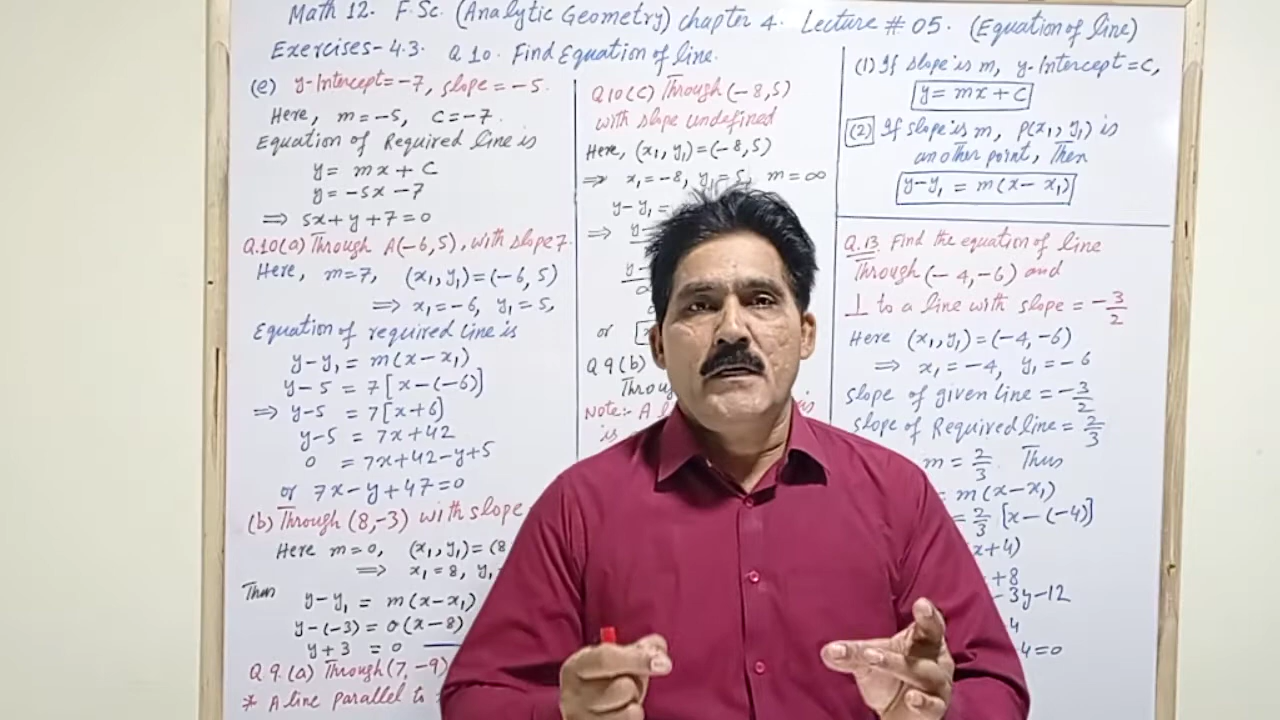 Math 12. F.Sc. (Analytic Geometry) chapter 4. Lecture # 05. (Equation of line)
Exercises-4.3. Q 10. Find Equation of line.
(e) y-Intercept=-7, slope=-5.
Here, m=-5, c=-7.
Equation of Required line is
y= mx+c
y=-5x-7
⇒ 5x+y+7=0
Q.10(a) Through A(-6,5), with slope 7.
Here, m=7, (x₁,y₁)=(-6,5)
⇒ x₁=-6, y₁=5,
Equation of required line is
y-y₁=m(x-x₁)
y-5 = 7[x-(-6)]
⇒ y-5 = 7[x+6]
y-5 = 7x+42
0 = 7x+42-y+5
or 7x-y+47=0
(b) Through (8,-3) with slope
Here m=0, (x₁,y₁)=(8
⇒ x₁=8, y₁
Thus y-y₁ = m(x-x₁)
y-(-3)=0(x-8)
y+3 =0
Q 9.(a) Through(7,-9)
* A line parallel to
Q10(C) Through(-8,5)
with slope undefined
Here, (x₁,y₁)=(-8,5)
⇒ x₁=-8, y₁=5, m=∞
y-y₁=
⇒ y-
y-
or
Q 9(b)
Throu
Note:- A l is
is
(1) If slope is m, y-Intercept=c,
y=mx+c
(2) If slope is m, P(x₁,y₁) is
another point, Then
y-y₁ = m(x-x₁)
Q.13. Find the equation of line
Through(-4,-6) and
⊥ to a line with slope=-3/2
Here (x₁,y₁)=(-4,-6)
⇒ x₁=-4, y₁=-6
slope of given line=-3/2
slope of Required line=2/3
m=2/3. Thus
= m(x-x₁)
=2/3 [x-(-4)]
x+4)
+8
-3y-12
4
4=0